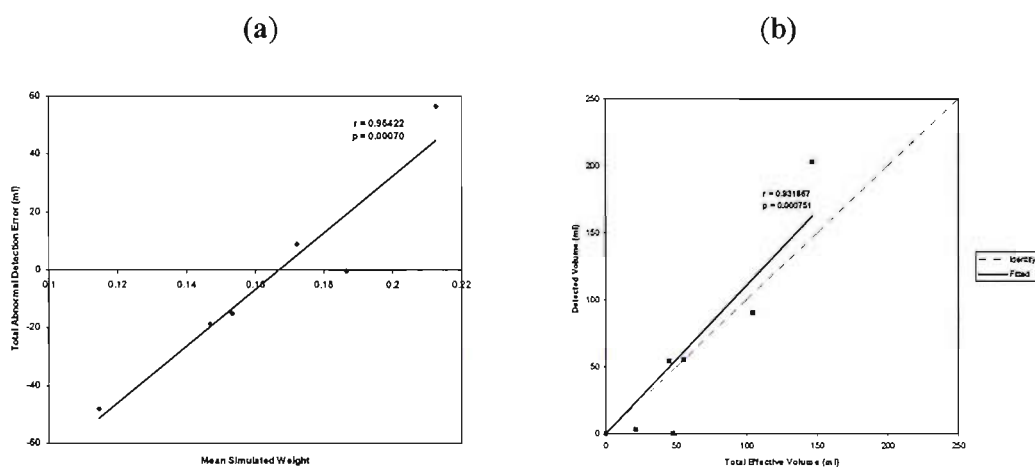 (a)
60
40
20
0
-20
-40
-60
0.1
0.12
0.14
0.16
0.18
0.2
0.22
r = 0.96422
p = 0.00070
Total Abnormal Detection Error (ml)
Mean Simulated Weight
(b)
250
200
150
100
50
0
0
50
100
150
200
250
r = 0.931867
p = 0.000751
Detected Volume (ml)
Total Effective Volume (ml)
Identity
Fitted